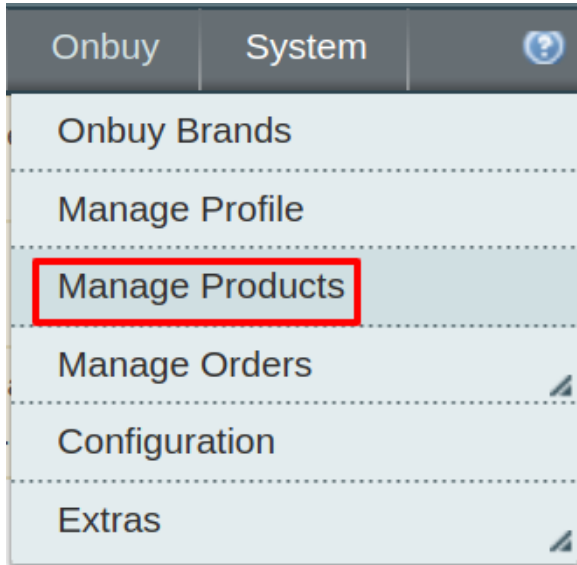 Onbuy System
Onbuy Brands
Manage Profile
Manage Products
Manage Orders
Configuration
Extras